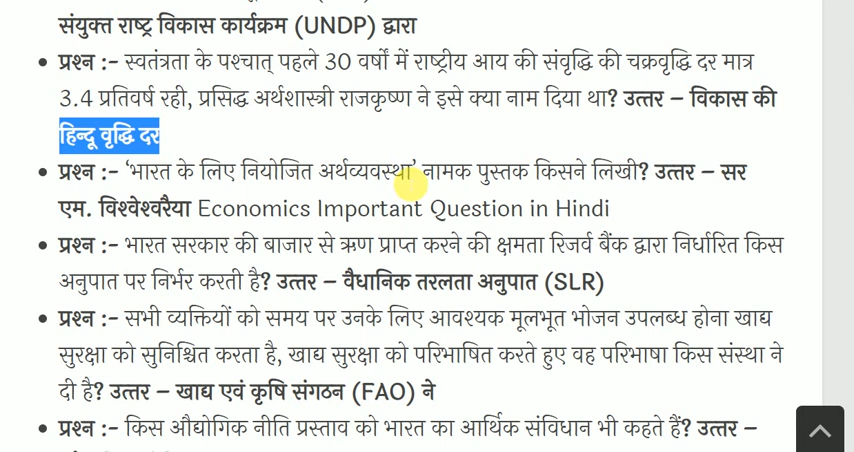 संयुक्त राष्ट्र विकास कार्यक्रम (UNDP) द्वारा
प्रश्न :- स्वतंत्रता के पश्चात् पहले 30 वर्षों में राष्ट्रीय आय की संवृद्धि की चक्रवृद्धि दर मात्र
3.4 प्रतिवर्ष रही, प्रसिद्ध अर्थशास्त्री राजकृष्ण ने इसे क्या नाम दिया था? उत्तर – विकास की
हिन्दू वृद्धि दर
प्रश्न :- ‘भारत के लिए नियोजित अर्थव्यवस्था’ नामक पुस्तक किसने लिखी? उत्तर – सर
एम. विश्वेश्वरैया Economics Important Question in Hindi
प्रश्न :- भारत सरकार की बाजार से ऋण प्राप्त करने की क्षमता रिजर्व बैंक द्वारा निर्धारित किस
अनुपात पर निर्भर करती है? उत्तर – वैधानिक तरलता अनुपात (SLR)
प्रश्न :- सभी व्यक्तियों को समय पर उनके लिए आवश्यक मूलभूत भोजन उपलब्ध होना खाद्य
सुरक्षा को सुनिश्चित करता है, खाद्य सुरक्षा को परिभाषित करते हुए वह परिभाषा किस संस्था ने
दी है? उत्तर – खाद्य एवं कृषि संगठन (FAO) ने
प्रश्न :- किस औद्योगिक नीति प्रस्ताव को भारत का आर्थिक संविधान भी कहते हैं? उत्तर –